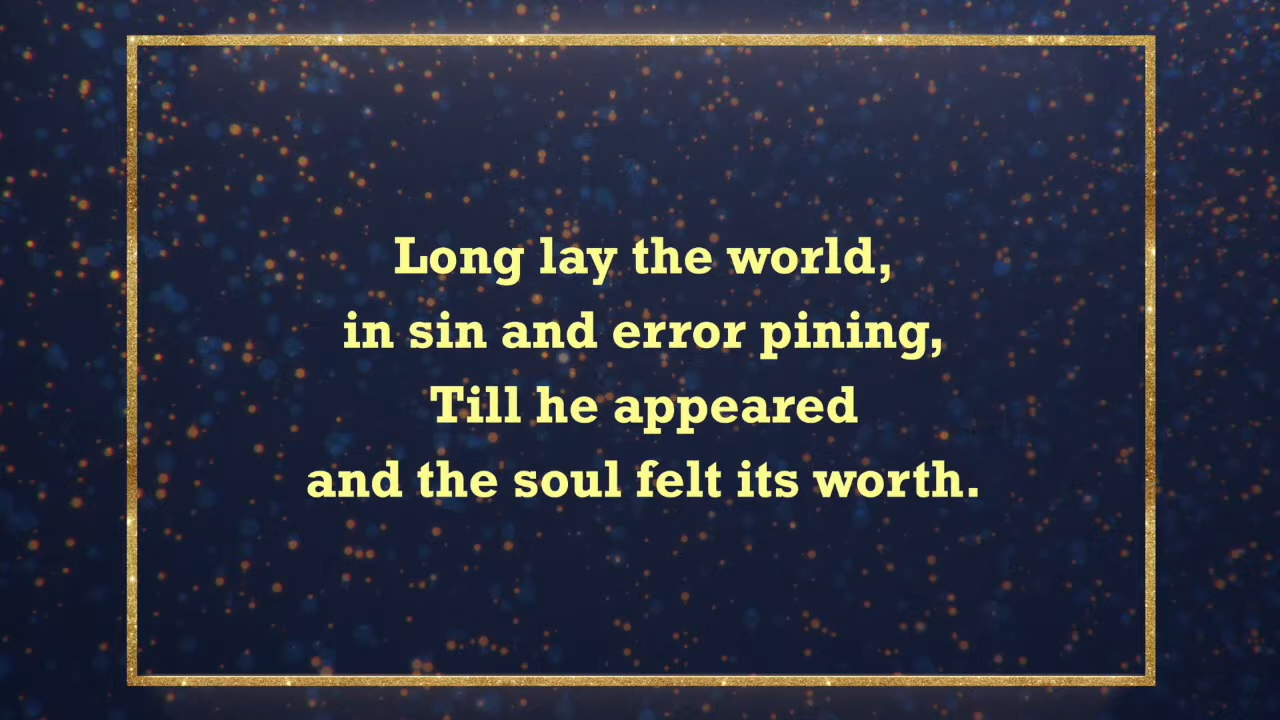 Long lay the world,
in sin and error pining,
Till he appeared
and the soul felt its worth.